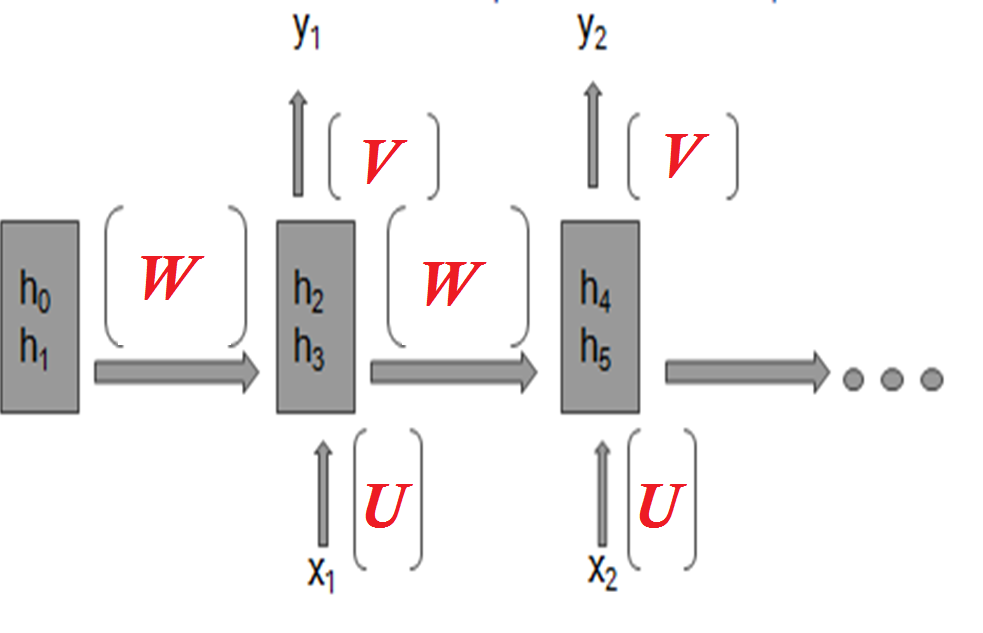 y₁ y₂
V V
W W
h₀ h₂ h₄
h₁ h₃ h₅
U U
x₁ x₂